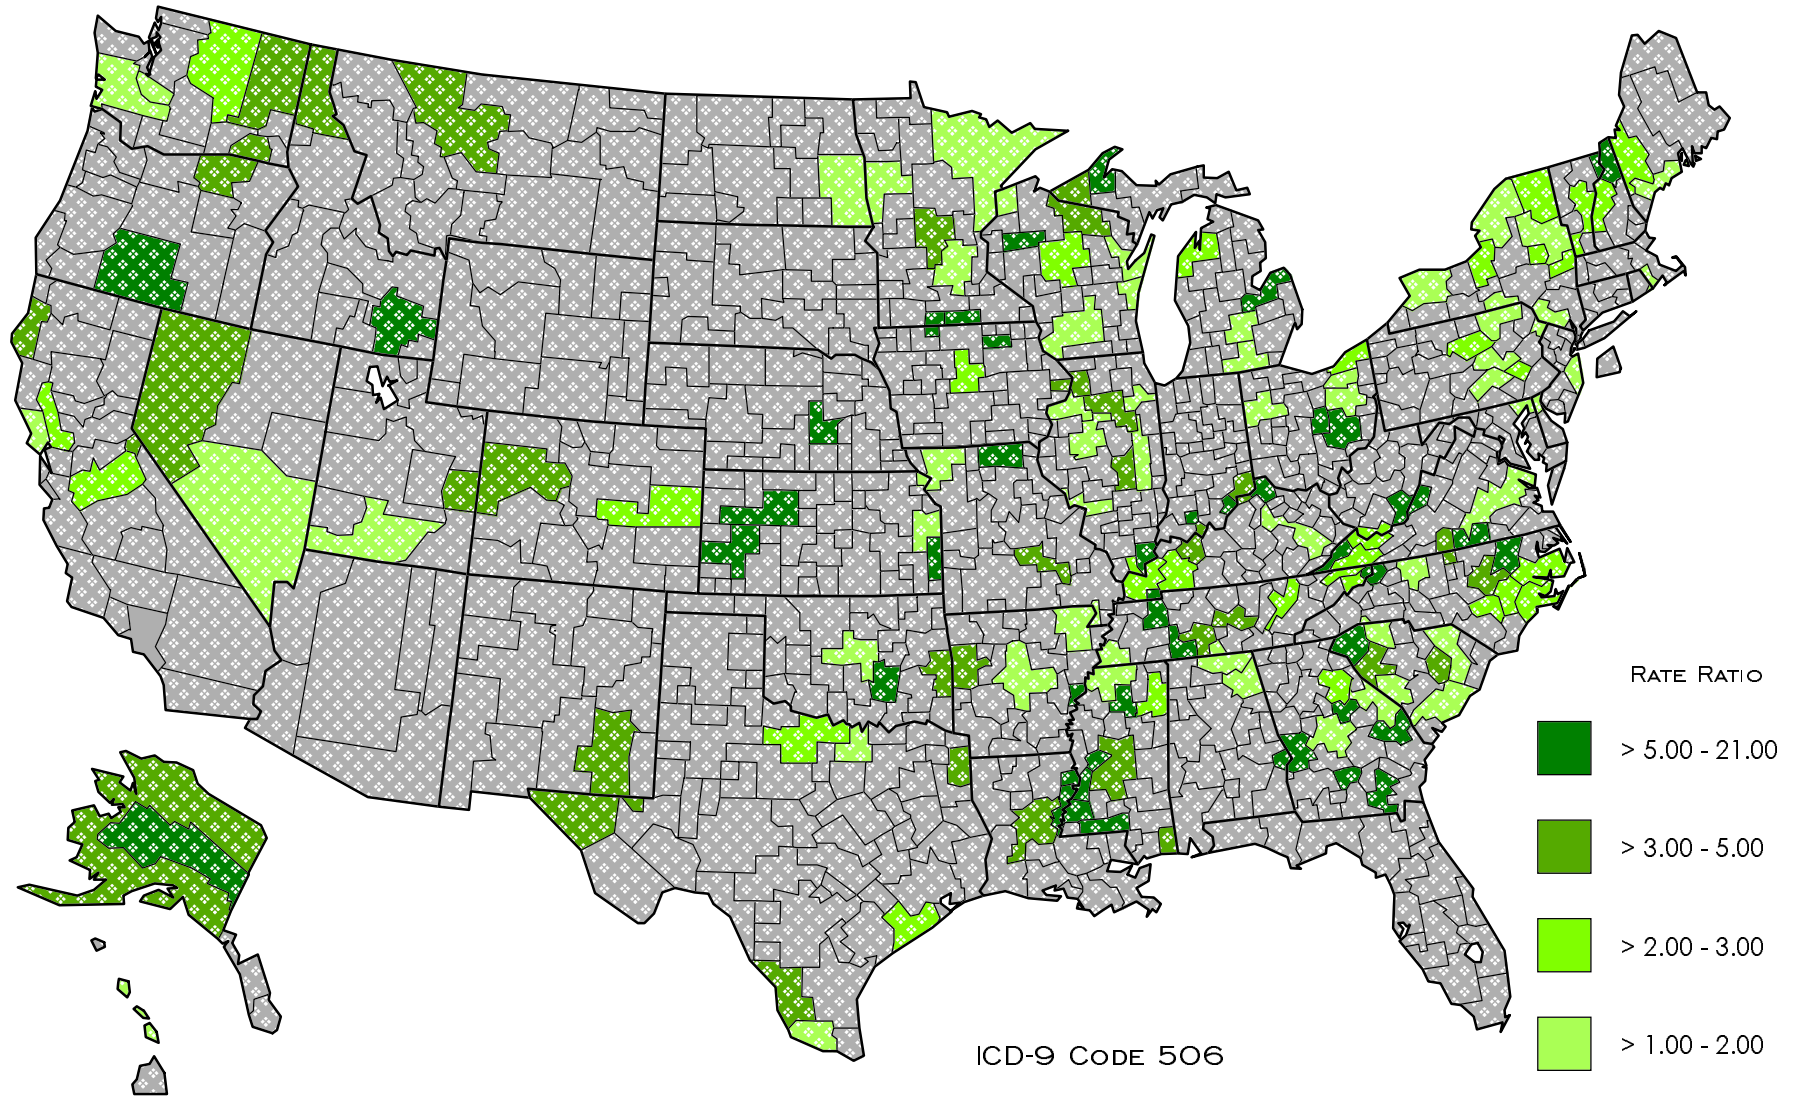 Rate Ratio
> 5.00 - 21.00
> 3.00 - 5.00
> 2.00 - 3.00
> 1.00 - 2.00
ICD-9 Code 506